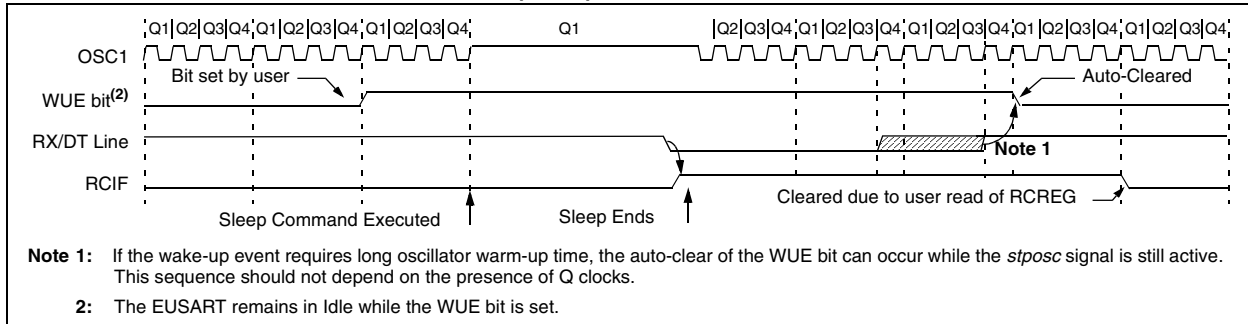 Q1 Q2 Q3 Q4 Q1 Q2 Q3 Q4 Q1 Q2 Q3 Q4 Q1 Q2 Q3 Q4 Q1 Q2 Q3 Q4 Q1 Q2 Q3 Q4 Q1 Q2 Q3 Q4 Q1 Q2 Q3 Q4
OSC1
Bit set by user
Auto-Cleared
WUE bit(2)
RX/DT Line
Note 1
RCIF
Cleared due to user read of RCREG
Sleep Command Executed
Sleep Ends
Note 1: If the wake-up event requires long oscillator warm-up time, the auto-clear of the WUE bit can occur while the stposc signal is still active.
This sequence should not depend on the presence of Q clocks.
2: The EUSART remains in Idle while the WUE bit is set.